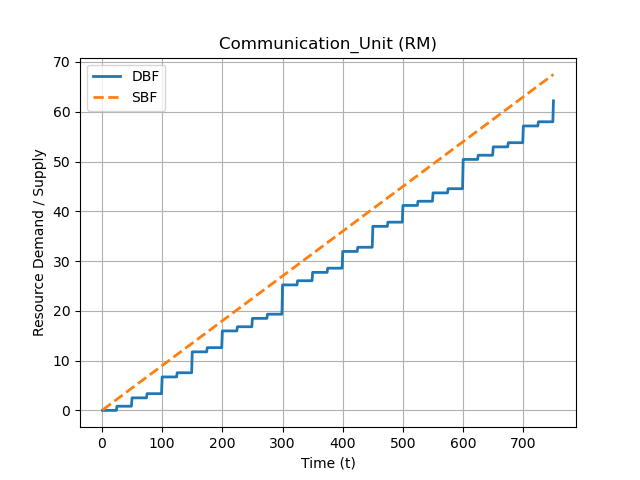 Communication_Unit (RM)
DBF
SBF
Resource Demand / Supply
70
60
50
40
30
20
10
0
0 100 200 300 400 500 600 700
Time (t)